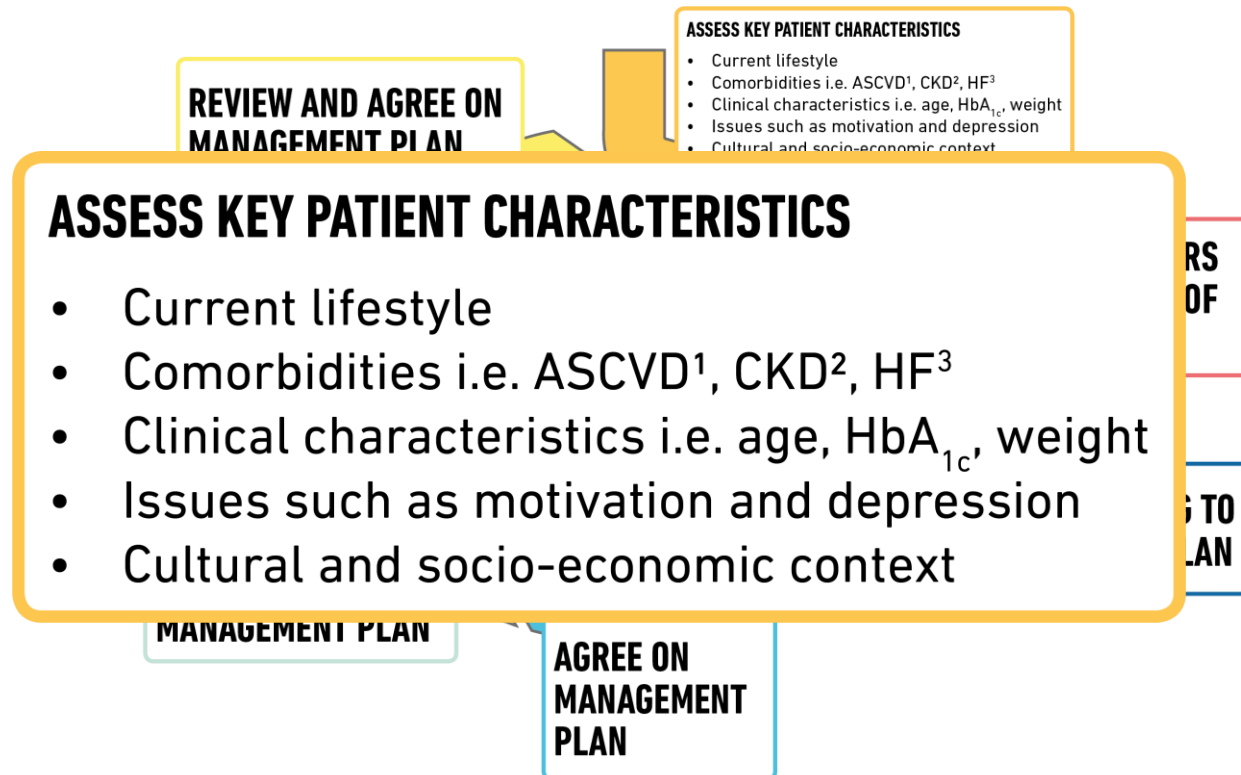 ASSESS KEY PATIENT CHARACTERISTICS
• Current lifestyle
• Comorbidities i.e. ASCVD¹, CKD², HF³
• Clinical characteristics i.e. age, HbA1c, weight
• Issues such as motivation and depression
• Cultural and socio-economic context
REVIEW AND AGREE ON
MANAGEMENT PLAN
ASSESS KEY PATIENT CHARACTERISTICS
• Current lifestyle
• Comorbidities i.e. ASCVD¹, CKD², HF³
• Clinical characteristics i.e. age, HbA1c, weight
• Issues such as motivation and depression
• Cultural and socio-economic context
OF
TO
MANAGEMENT PLAN
AGREE ON
MANAGEMENT
PLAN